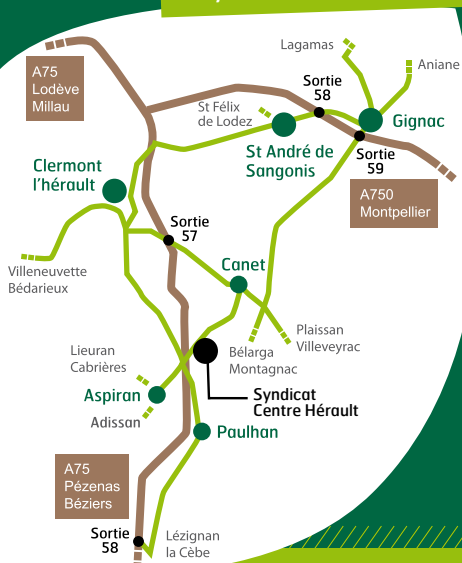 Lagamas
Aniane
A75
Lodève
Millau
Sortie
58
St Félix
de Lodez
Gignac
St André de
Sangonis
Sortie
59
Clermont
l'hérault
A750
Montpellier
Sortie
57
Canet
Villeneuvette
Bédarieux
Plaissan
Villeveyrac
Lieuran
Cabrières
Bélarga
Montagnac
Aspiran
Syndicat
Centre Hérault
Adissan
Paulhan
A75
Pézenas
Béziers
Sortie
58
Lézignan
la Cèbe